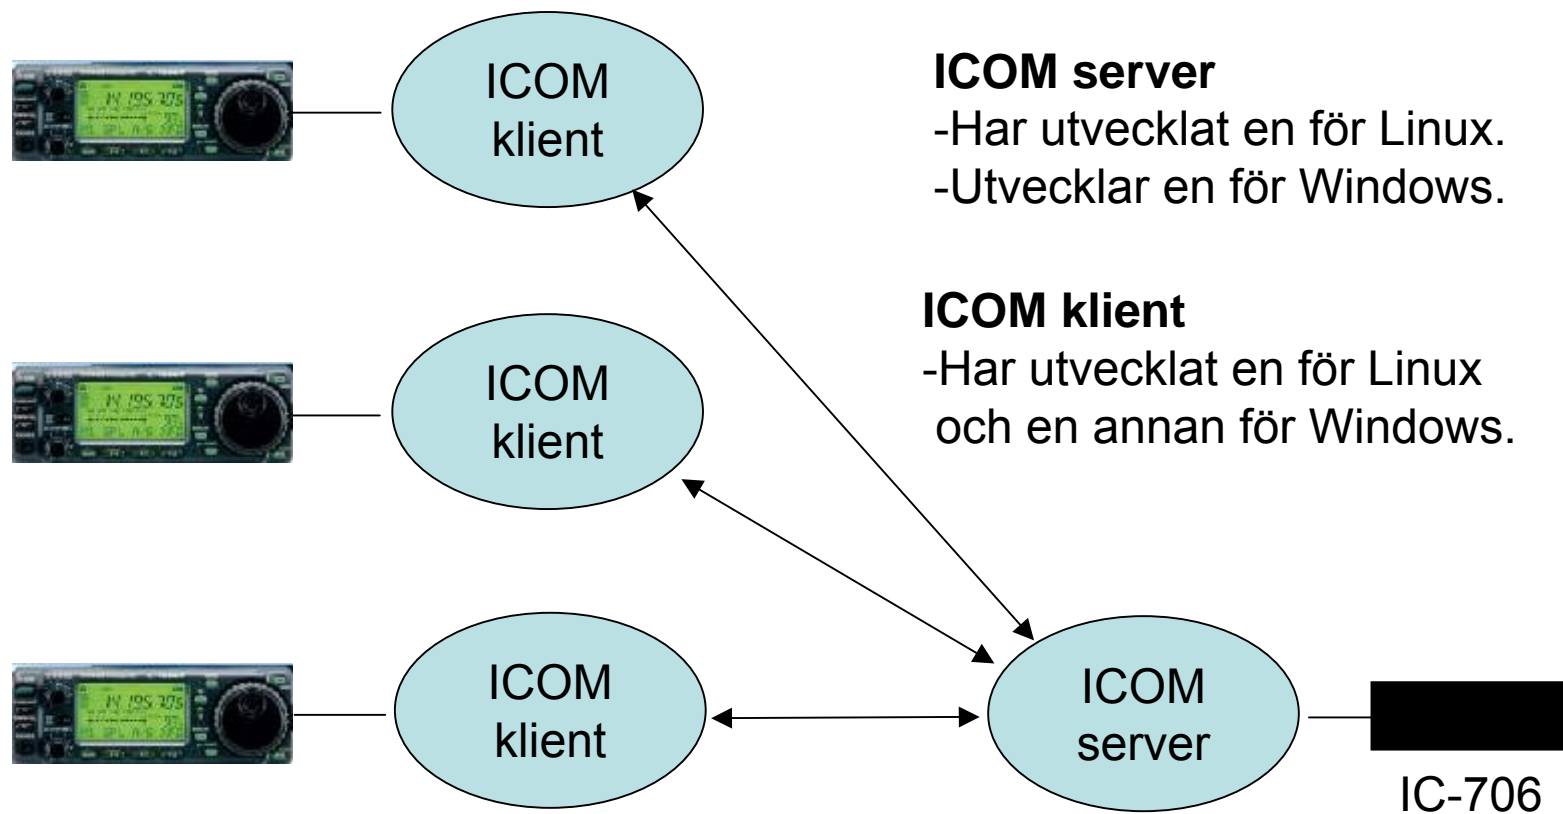 ICOM
klient
ICOM server
-Har utvecklat en för Linux.
-Utvecklar en för Windows.
ICOM klient
-Har utvecklat en för Linux
och en annan för Windows.
ICOM
klient
ICOM
klient
ICOM
server
IC-706